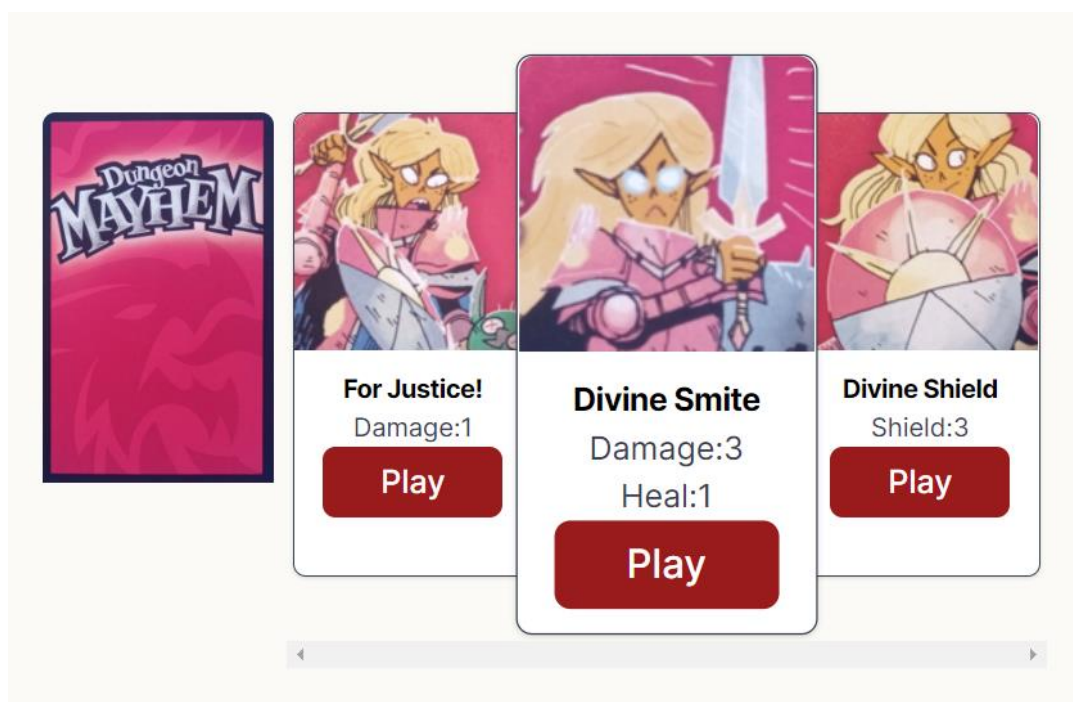 Dungeon
MAYHEM
For Justice!
Damage:1
Play
Divine Smite
Damage:3
Heal:1
Play
Divine Shield
Shield:3
Play